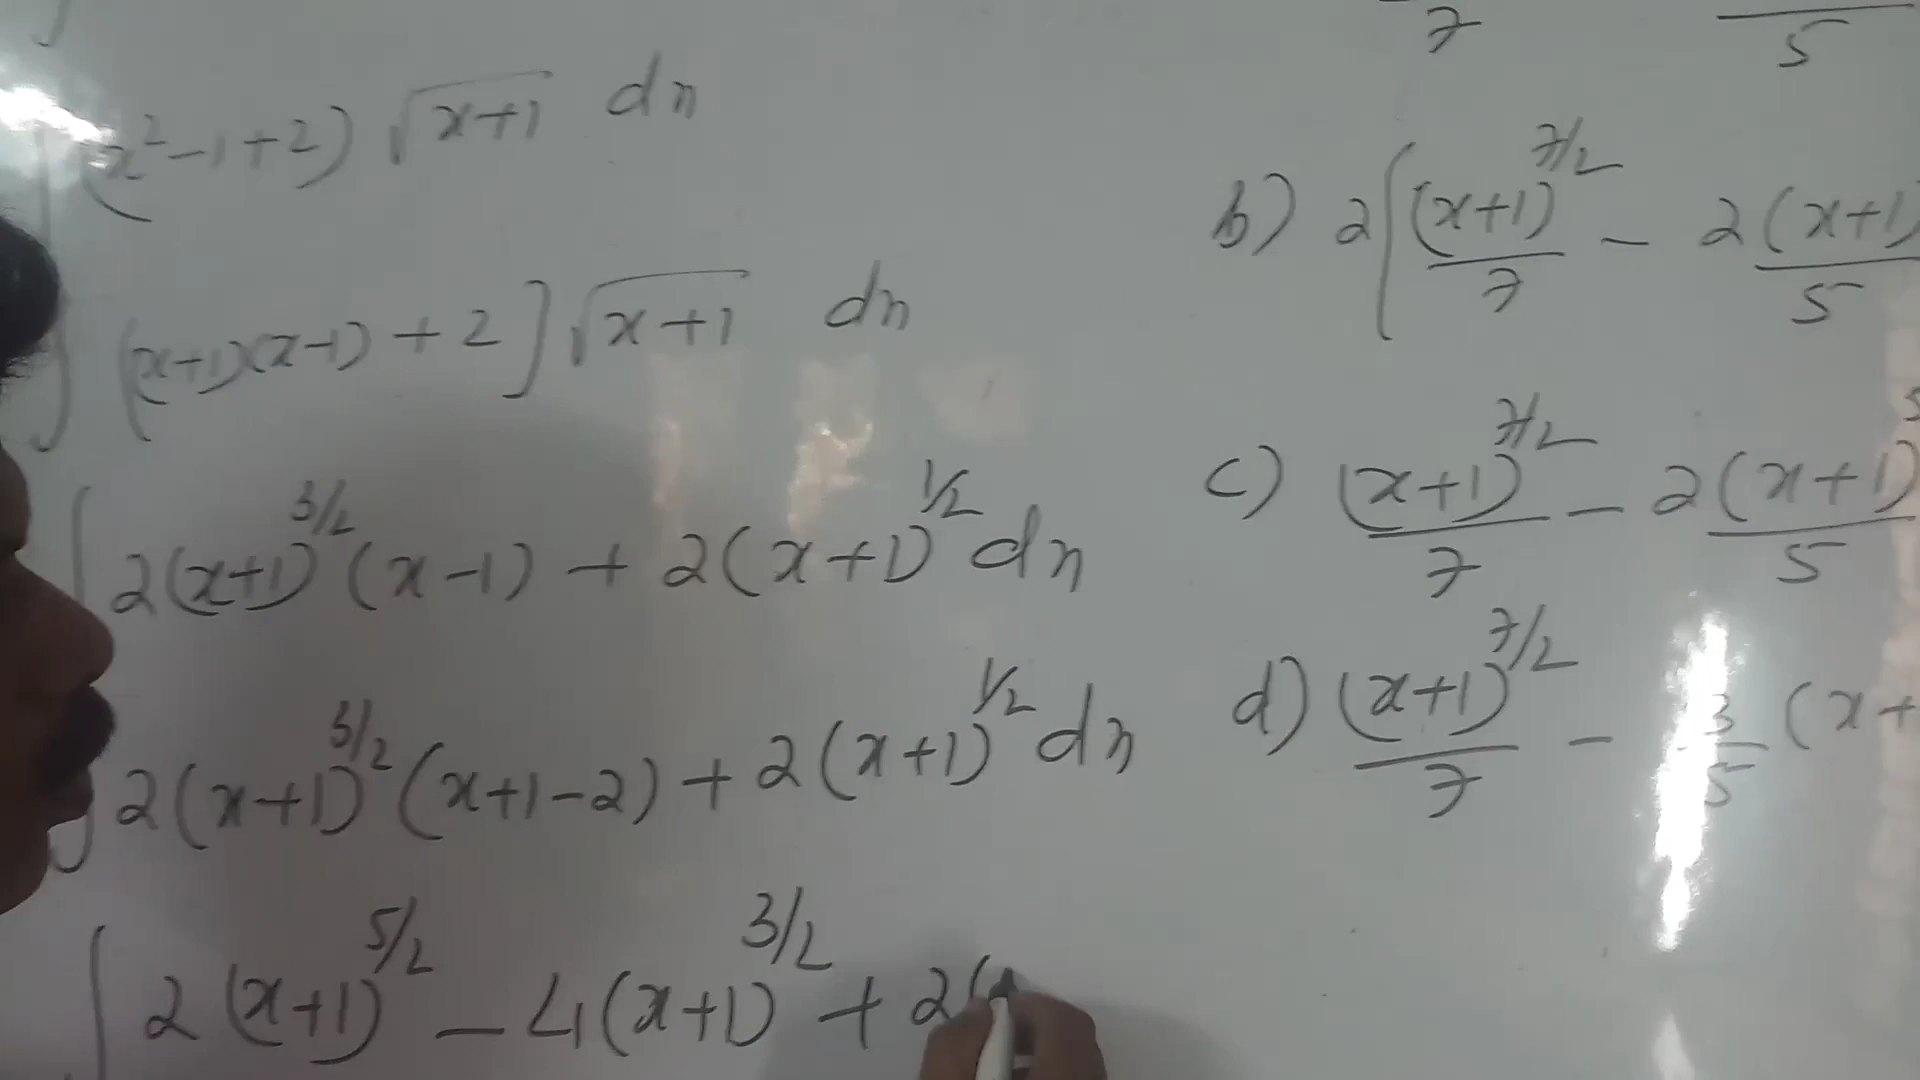 ∫(x²-1+2) √(x+1) dx
∫[(x+1)(x-1)+2] √(x+1) dx
∫2(x+1)^3/2 (x-1) + 2(x+1)^1/2 dx
∫2(x+1)^3/2 (x+1-2) + 2(x+1)^1/2 dx
∫2(x+1)^5/2 - 4(x+1)^3/2 + 2(
7 5
b) 2[(x+1)^7/2 / 7 - 2(x+1) / 5
c) (x+1)^7/2 / 7 - 2(x+1)^5 / 5
d) (x+1)^7/2 / 7 - 3/5 (x+